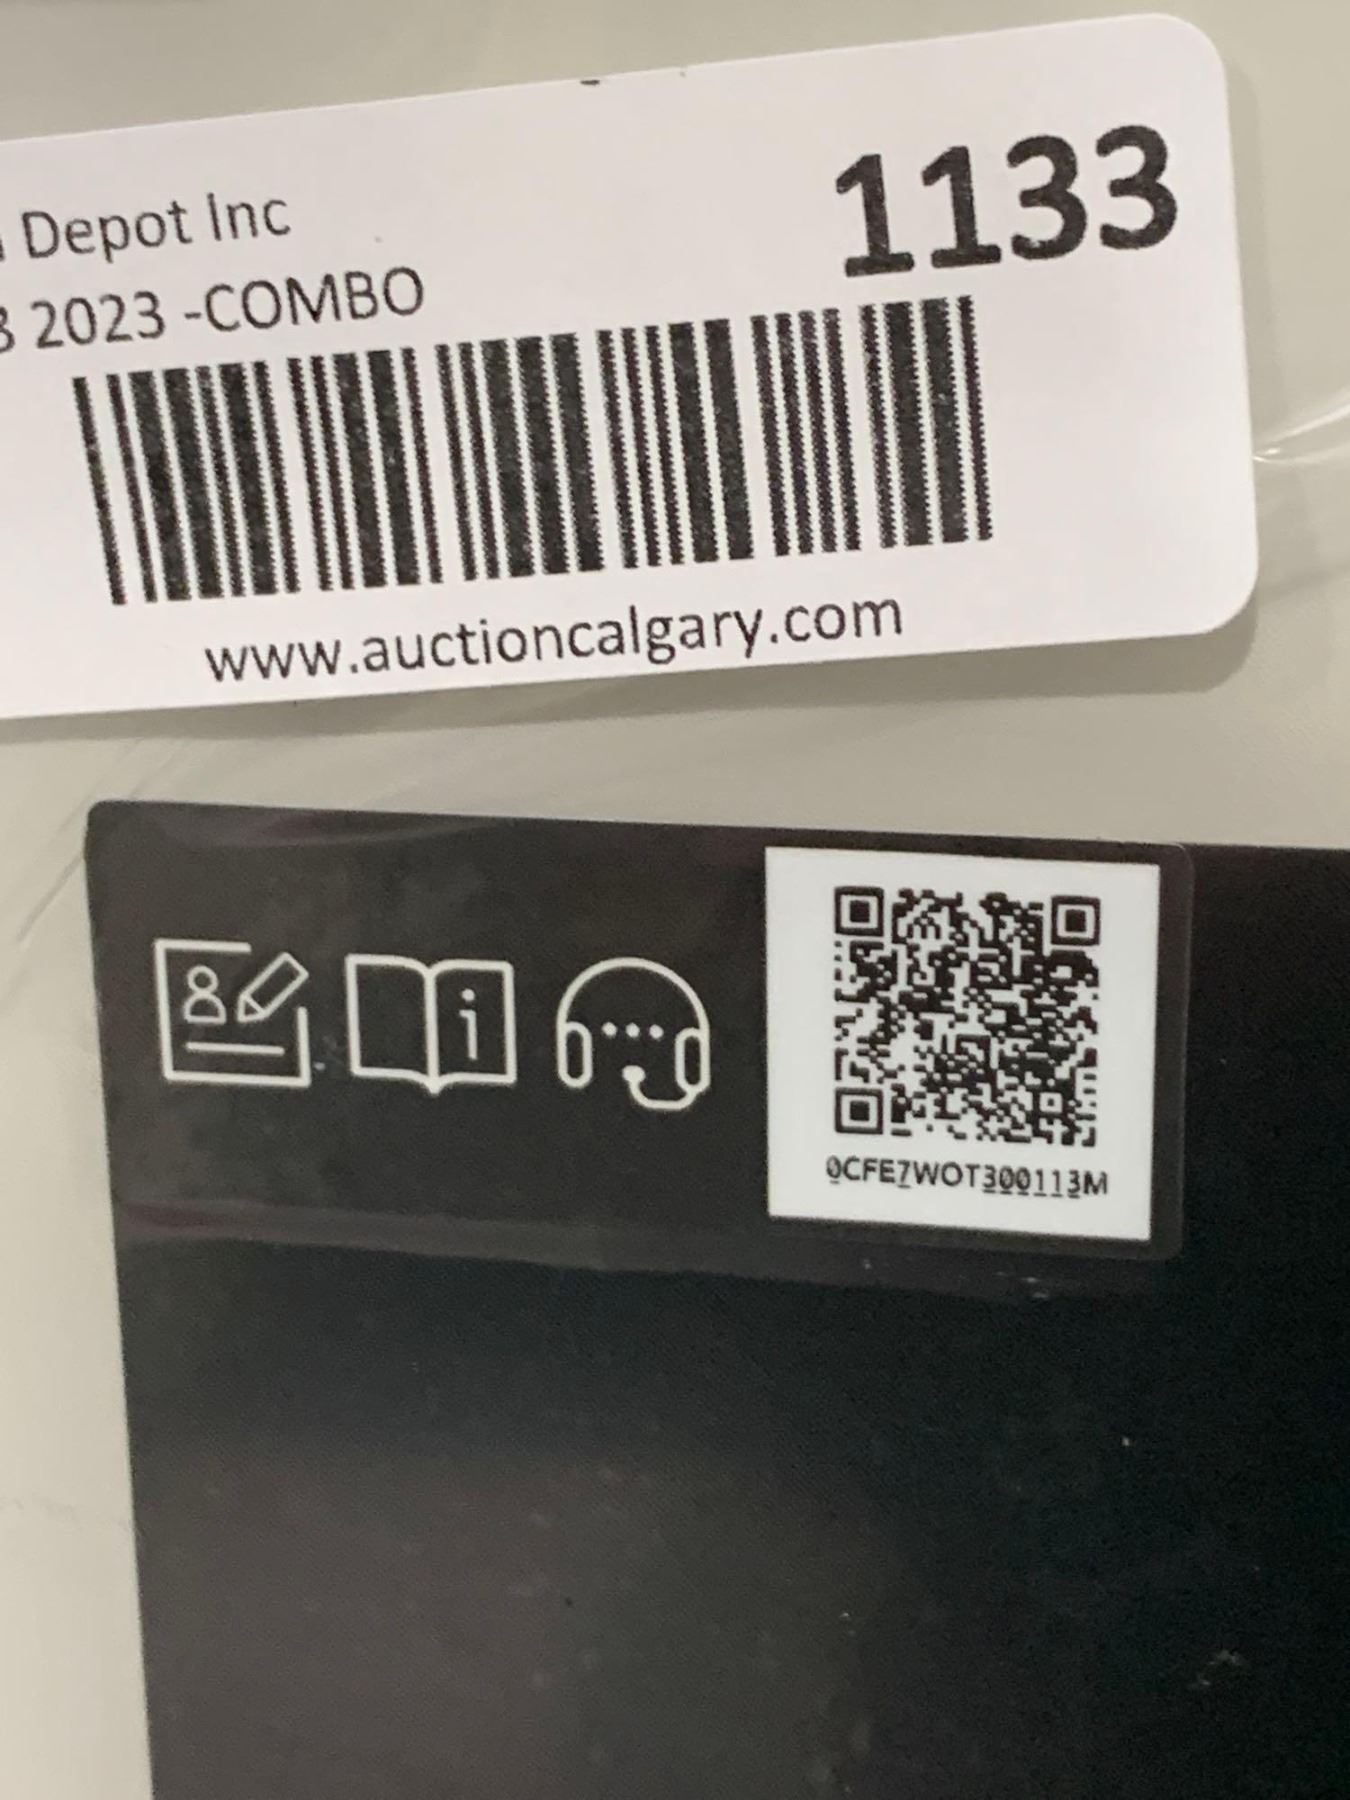 Depot Inc
1133
2023 -COMBO
www.auctioncalgary.com
i
0CFE7WOT300113M